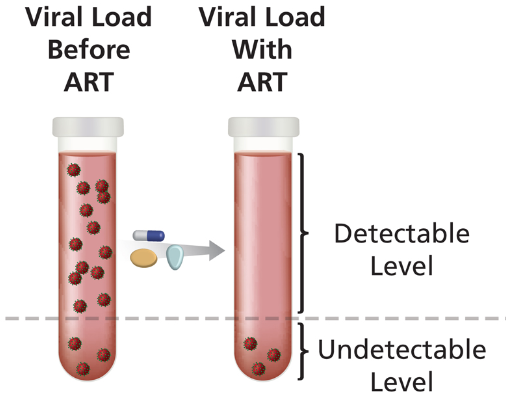 Viral Load
Before
ART
Viral Load
With
ART
Detectable
Level
Undetectable
Level